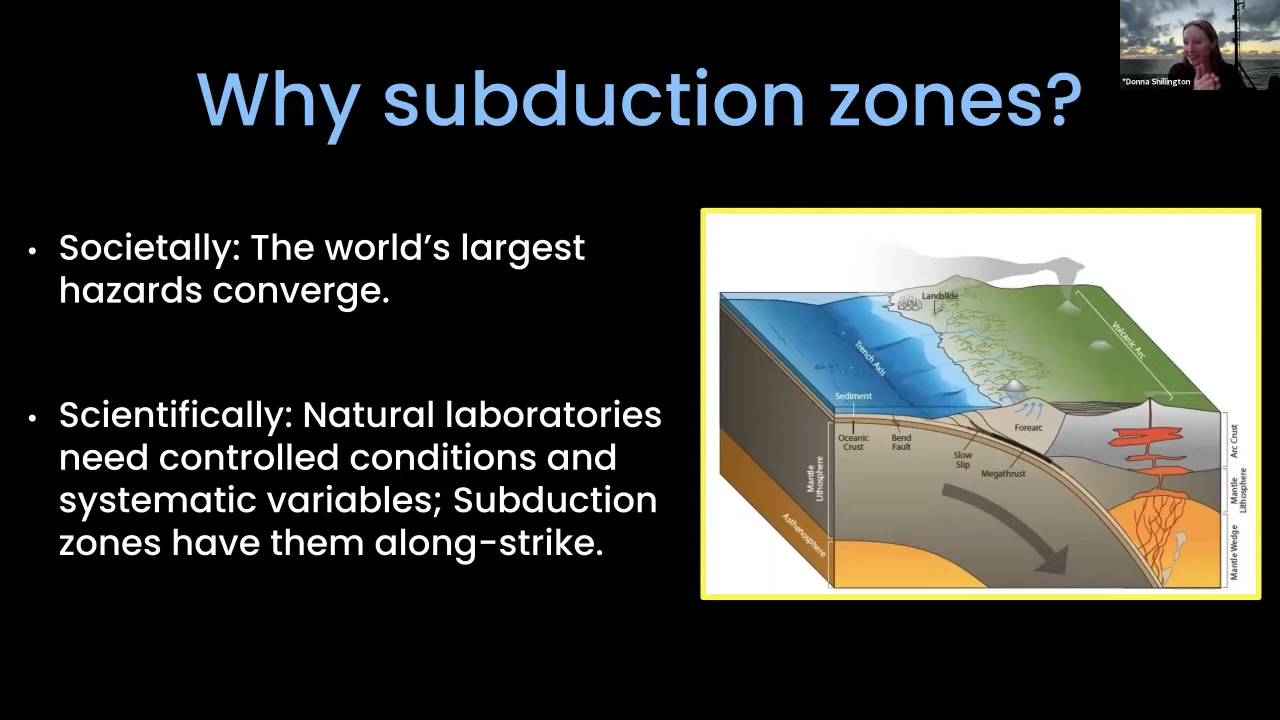 Why subduction zones?
*Donna Shillington
• Societally: The world’s largest
hazards converge.
• Scientifically: Natural laboratories
need controlled conditions and
systematic variables; Subduction
zones have them along-strike.
Landslide
Volcanic Arc
Trench Axis
Sediment
Forearc
Oceanic
Crust
Bend
Fault
Slow
Slip
Megathrust
Arc Crust
Mantle
Lithosphere
Mantle
Lithosphere
Asthenosphere
Mantle Wedge